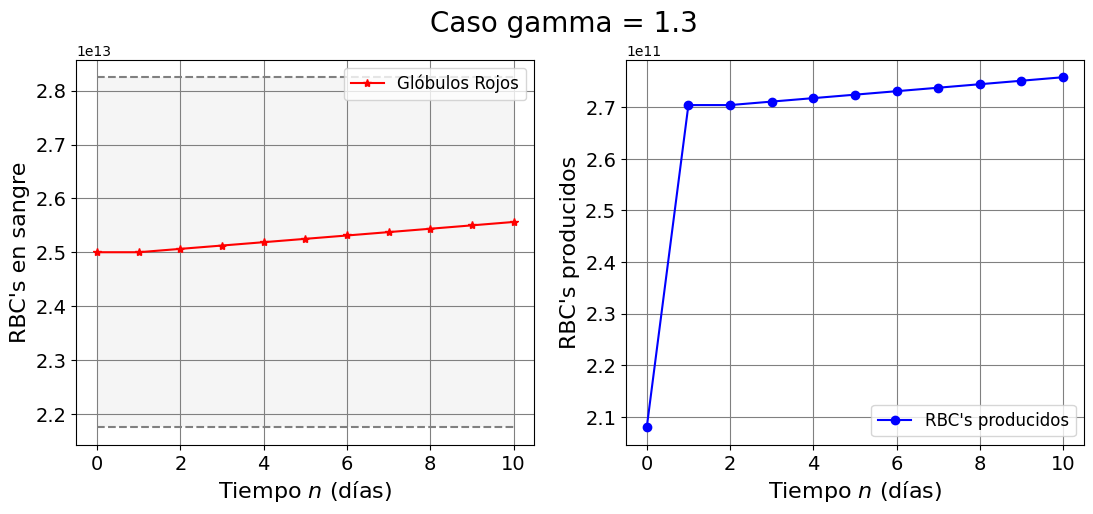 Caso gamma = 1.3
1e13
Glóbulos Rojos
2.8
2.7
2.6
2.5
2.4
2.3
2.2
RBC's en sangre
0 2 4 6 8 10
Tiempo n (días)
1e11
2.7
2.6
2.5
2.4
2.3
2.2
2.1
RBC's producidos
RBC's producidos
0 2 4 6 8 10
Tiempo n (días)